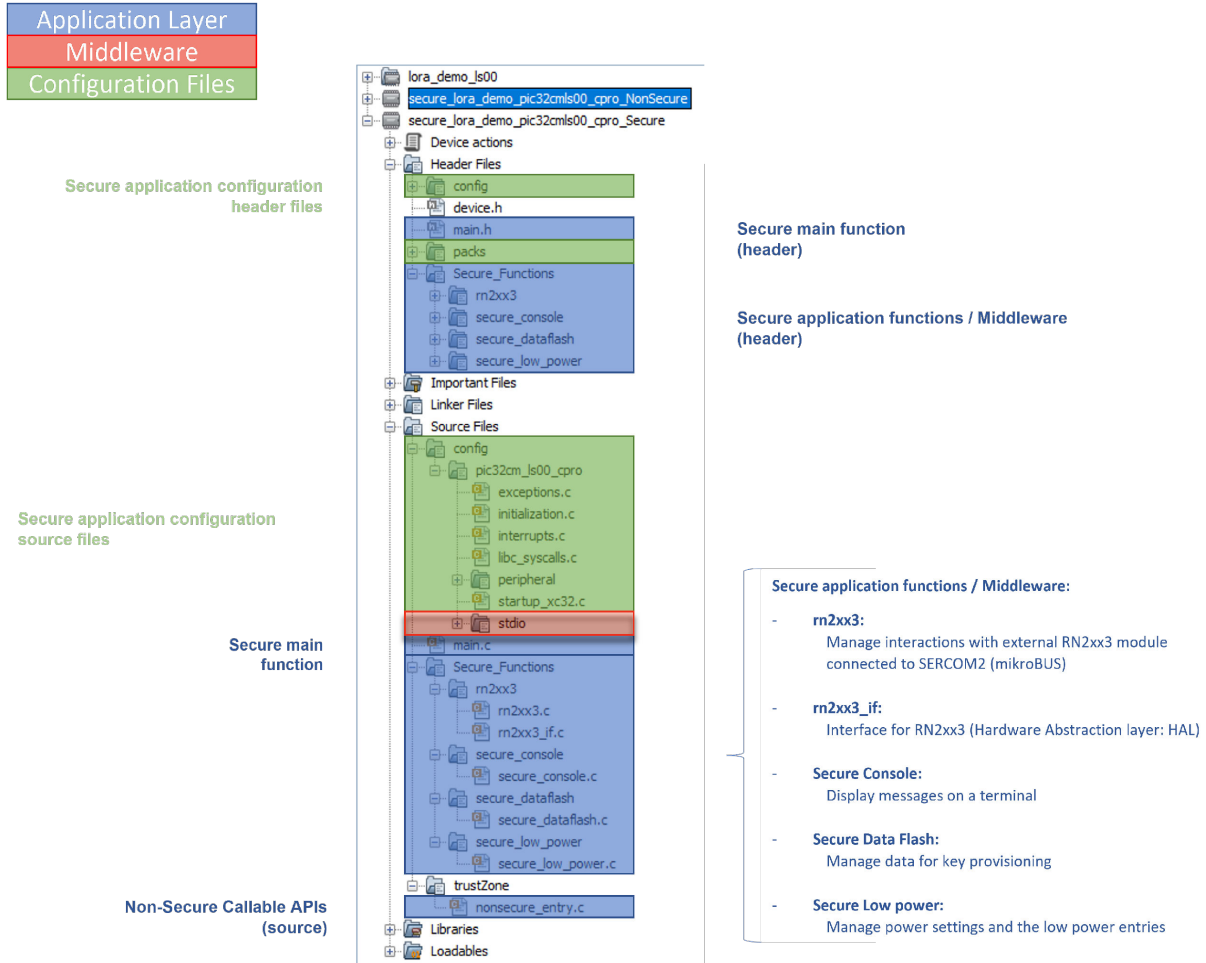 Application Layer
Middleware
Configuration Files
lora_demo_ls00
secure_lora_demo_pic32cmls00_cpro_NonSecure
secure_lora_demo_pic32cmls00_cpro_Secure
Device actions
Header Files
config
device.h
main.h
packs
Secure_Functions
rn2xx3
secure_console
secure_dataflash
secure_low_power
Important Files
Linker Files
Source Files
config
pic32cm_ls00_cpro
exceptions.c
initialization.c
interrupts.c
libc_syscalls.c
peripheral
startup_xc32.c
stdio
main.c
Secure_Functions
rn2xx3
rn2xx3.c
rn2xx3_if.c
secure_console
secure_console.c
secure_dataflash
secure_dataflash.c
secure_low_power
secure_low_power.c
trustZone
nonsecure_entry.c
Libraries
Loadables
Secure application configuration
header files
Secure application configuration
source files
Secure main
function
Non-Secure Callable APIs
(source)
Secure main function
(header)
Secure application functions / Middleware
(header)
Secure application functions / Middleware:
- rn2xx3:
Manage interactions with external RN2xx3 module
connected to SERCOM2 (mikroBUS)
- rn2xx3_if:
Interface for RN2xx3 (Hardware Abstraction layer: HAL)
- Secure Console:
Display messages on a terminal
- Secure Data Flash:
Manage data for key provisioning
- Secure Low power:
Manage power settings and the low power entries